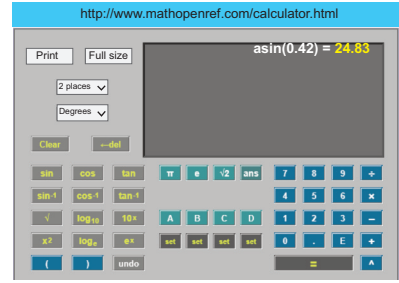 http://www.mathopenref.com/calculator.html
Print Full size asin(0.42) = 24.83
2 places
Degrees
Clear ←del
sin cos tan π e √2 ans 7 8 9 ÷
sin-1 cos-1 tan-1 4 5 6 ×
√ log10 10x A B C D 1 2 3 −
x2 loge ex set set set set 0 . E +
( ) undo = ^